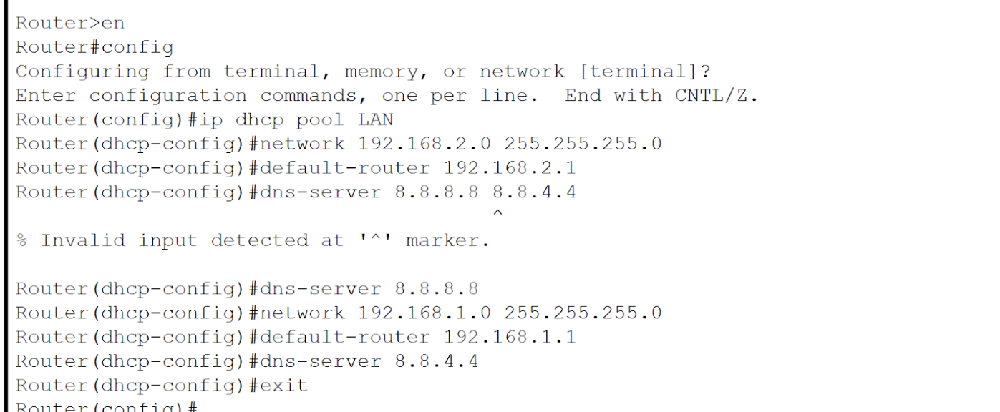 Router>en
Router#config
Configuring from terminal, memory, or network [terminal]?
Enter configuration commands, one per line.  End with CNTL/Z.
Router(config)#ip dhcp pool LAN
Router(dhcp-config)#network 192.168.2.0 255.255.255.0
Router(dhcp-config)#default-router 192.168.2.1
Router(dhcp-config)#dns-server 8.8.8.8 8.8.4.4
^
% Invalid input detected at '^' marker.
Router(dhcp-config)#dns-server 8.8.8.8
Router(dhcp-config)#network 192.168.1.0 255.255.255.0
Router(dhcp-config)#default-router 192.168.1.1
Router(dhcp-config)#dns-server 8.8.4.4
Router(dhcp-config)#exit
Router(config)#